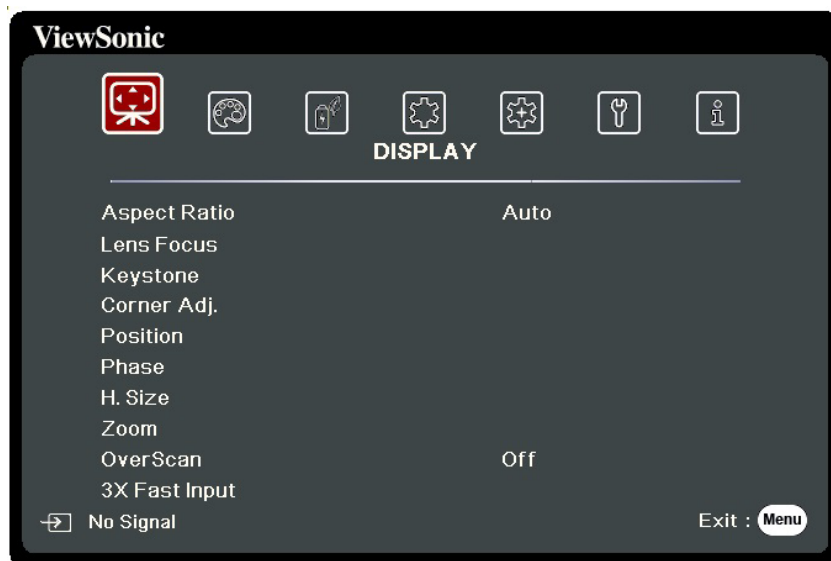 ViewSonic
DISPLAY
Aspect Ratio Auto
Lens Focus
Keystone
Corner Adj.
Position
Phase
H. Size
Zoom
OverScan Off
3X Fast Input
No Signal Exit : Menu